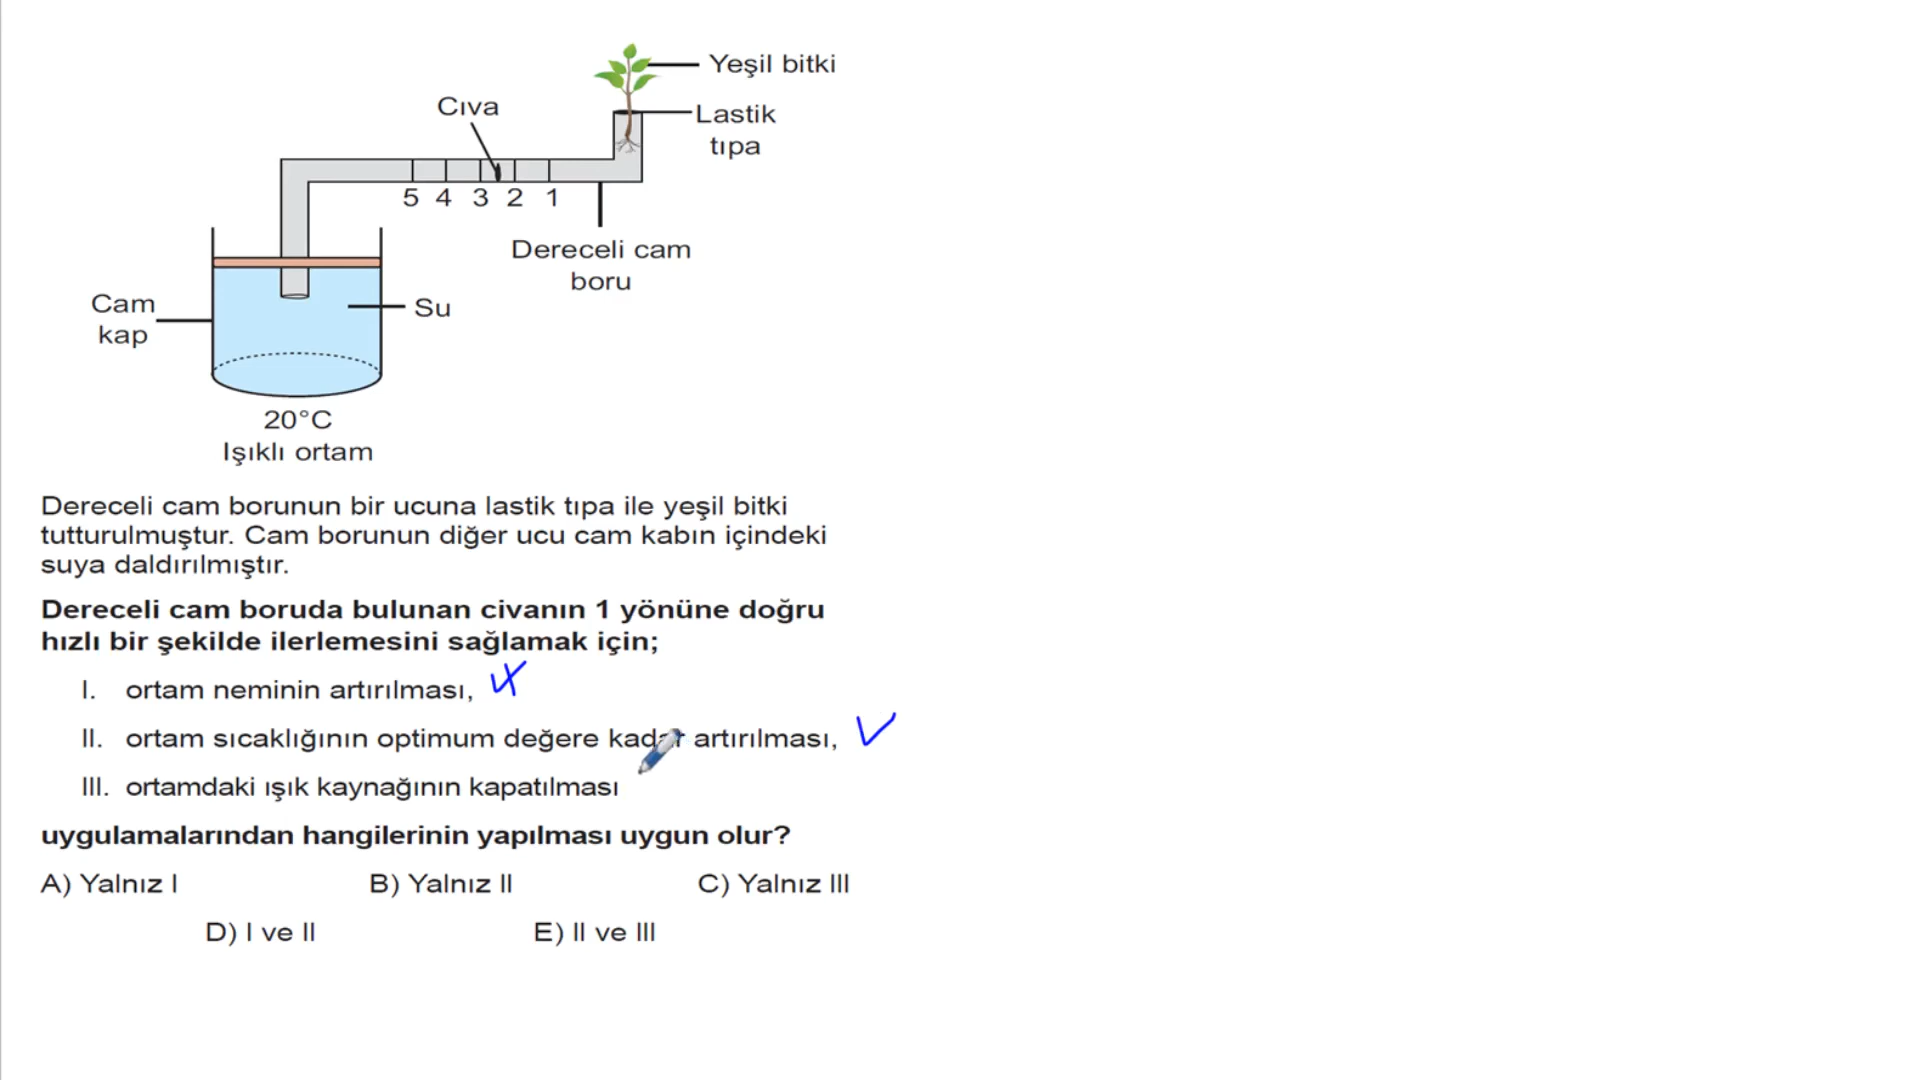 Yeşil bitki
Cıva
Lastik
tıpa
5 4 3 2 1
Dereceli cam
boru
Cam
kap
Su
20°C
Işıklı ortam
Dereceli cam borunun bir ucuna lastik tıpa ile yeşil bitki
tutturulmuştur. Cam borunun diğer ucu cam kabın içindeki
suya daldırılmıştır.
Dereceli cam boruda bulunan civanın 1 yönüne doğru
hızlı bir şekilde ilerlemesini sağlamak için;
I. ortam neminin artırılması,
II. ortam sıcaklığının optimum değere kadar artırılması,
III. ortamdaki ışık kaynağının kapatılması
uygulamalarından hangilerinin yapılması uygun olur?
A) Yalnız I B) Yalnız II C) Yalnız III
D) I ve II E) II ve III